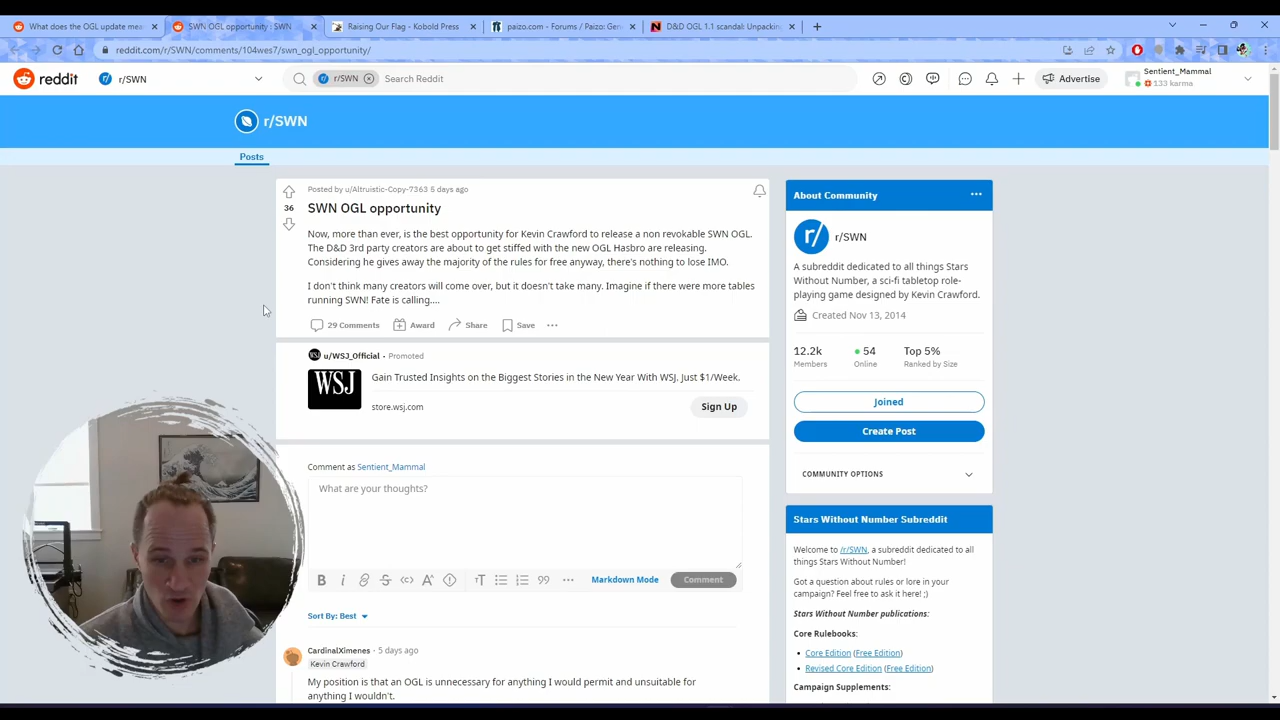 What does the OGL update mea
SWN OGL opportunity : SWN
Raising Our Flag - Kobold Press
paizo.com - Forums / Paizo: Gen
D&D OGL 1.1 scandal: Unpackin
reddit.com/r/SWN/comments/104wes7/swn_ogl_opportunity/
reddit
r/SWN
r/SWN
Search Reddit
Advertise
Sentient_Mammal
133 karma
r/SWN
Posts
Posted by u/Altruistic-Copy-7363 5 days ago
36
SWN OGL opportunity
Now, more than ever, is the best opportunity for Kevin Crawford to release a non revokable SWN OGL.
The D&D 3rd party creators are about to get stiffed with the new OGL Hasbro are releasing.
Considering he gives away the majority of the rules for free anyway, there's nothing to lose IMO.
I don't think many creators will come over, but it doesn't take many. Imagine if there were more tables
running SWN! Fate is calling....
29 Comments
Award
Share
Save
u/WSJ_Official • Promoted
WSJ
Gain Trusted Insights on the Biggest Stories in the New Year With WSJ. Just $1/Week.
store.wsj.com
Sign Up
Comment as Sentient_Mammal
What are your thoughts?
Markdown Mode
Comment
Sort By: Best
CardinalXimenes • 5 days ago
Kevin Crawford
My position is that an OGL is unnecessary for anything I would permit and unsuitable for
anything I wouldn't.
About Community
r/ r/SWN
A subreddit dedicated to all things Stars
Without Number, a sci-fi tabletop role-
playing game designed by Kevin Crawford.
Created Nov 13, 2014
12.2k
Members
54
Online
Top 5%
Ranked by Size
Joined
Create Post
COMMUNITY OPTIONS
Stars Without Number Subreddit
Welcome to /r/SWN, a subreddit dedicated to all
things Stars Without Number!
Got a question about rules or lore in your
campaign? Feel free to ask it here! ;)
Stars Without Number publications:
Core Rulebooks:
• Core Edition (Free Edition)
• Revised Core Edition (Free Edition)
Campaign Supplements: